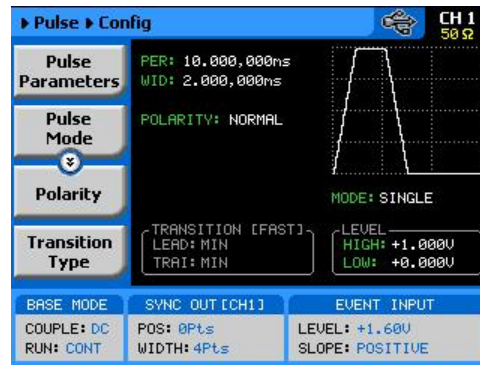 Pulse Config
CH 1
50 Ω
Pulse
Parameters
Pulse
Mode
Polarity
Transition
Type
PER: 10.000,000ns
WID: 2.000,000ns
POLARITY: NORMAL
MODE: SINGLE
TRANSITION [FAST]
LEAD: MIN
TRAI: MIN
LEVEL
HIGH: +1.000V
LOW: +0.000V
BASE MODE
COUPLE: DC
RUN: CONT
SYNC OUT [CH1]
POS: 0Pts
WIDTH: 4Pts
EVENT INPUT
LEVEL: +1.60V
SLOPE: POSITIVE